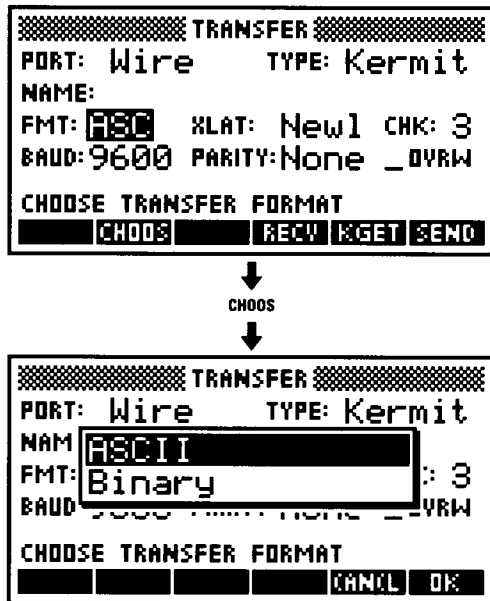 TRANSFER
PORT: Wire TYPE: Kermit
NAME:
FMT: ASC XLAT: Newl CHK: 3
BAUD: 9600 PARITY: None _ OVRW
CHOOSE TRANSFER FORMAT
CHOOS RECV KGET SEND
CHOOS
TRANSFER
PORT: Wire TYPE: Kermit
NAM ASCII
FMT: Binary : 3
BAUD VRW
CHOOSE TRANSFER FORMAT
CANCL OK